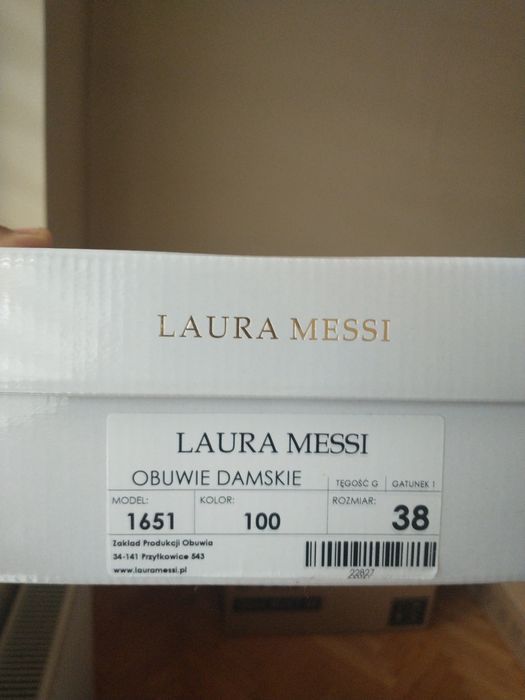 LAURA MESSI
LAURA MESSI
OBUWIE DAMSKIE
TĘGOŚĆ G GATUNEK 1
MODEL: KOLOR: ROZMIAR:
1651 100 38
Zakład Produkcji Obuwia
34-141 Przytkowice 543
www.lauramessi.pl
22827